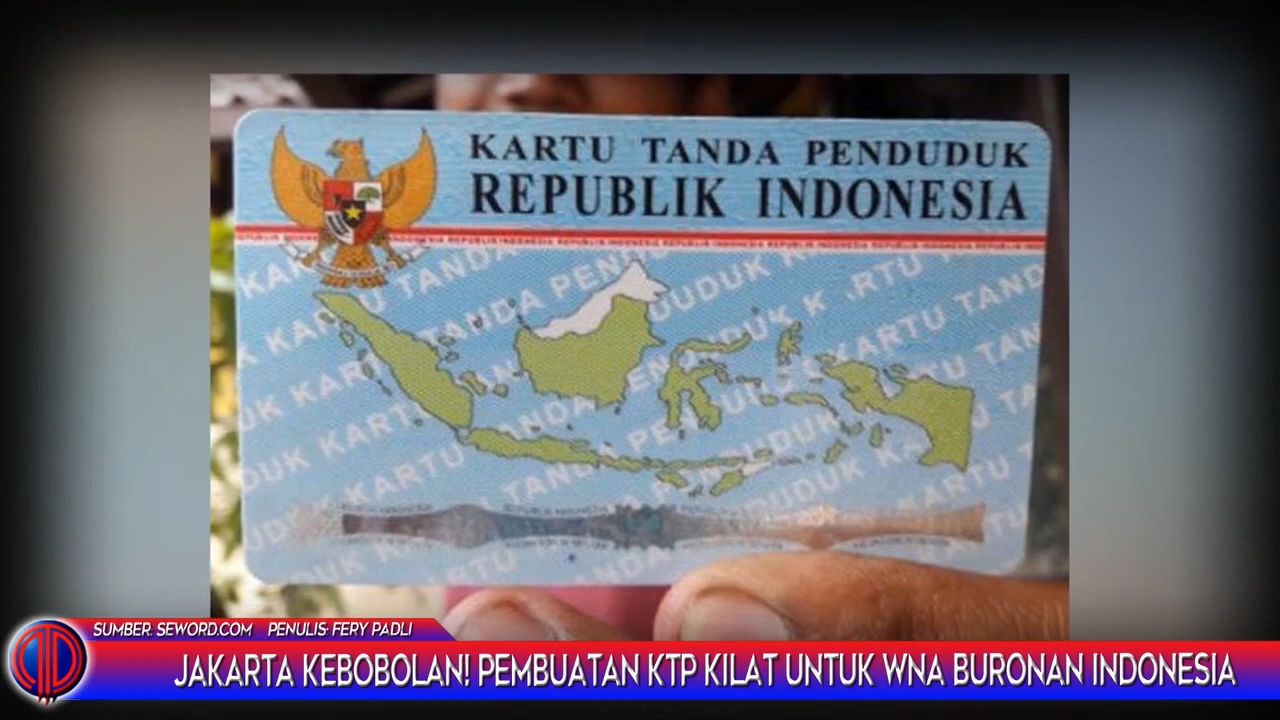 KARTU TANDA PENDUDUK
REPUBLIK INDONESIA
SUMBER. SEWORD.COM PENULIS: FERY PADLI
JAKARTA KEBOBOLAN! PEMBUATAN KTP KILAT UNTUK WNA BURONAN INDONESIA